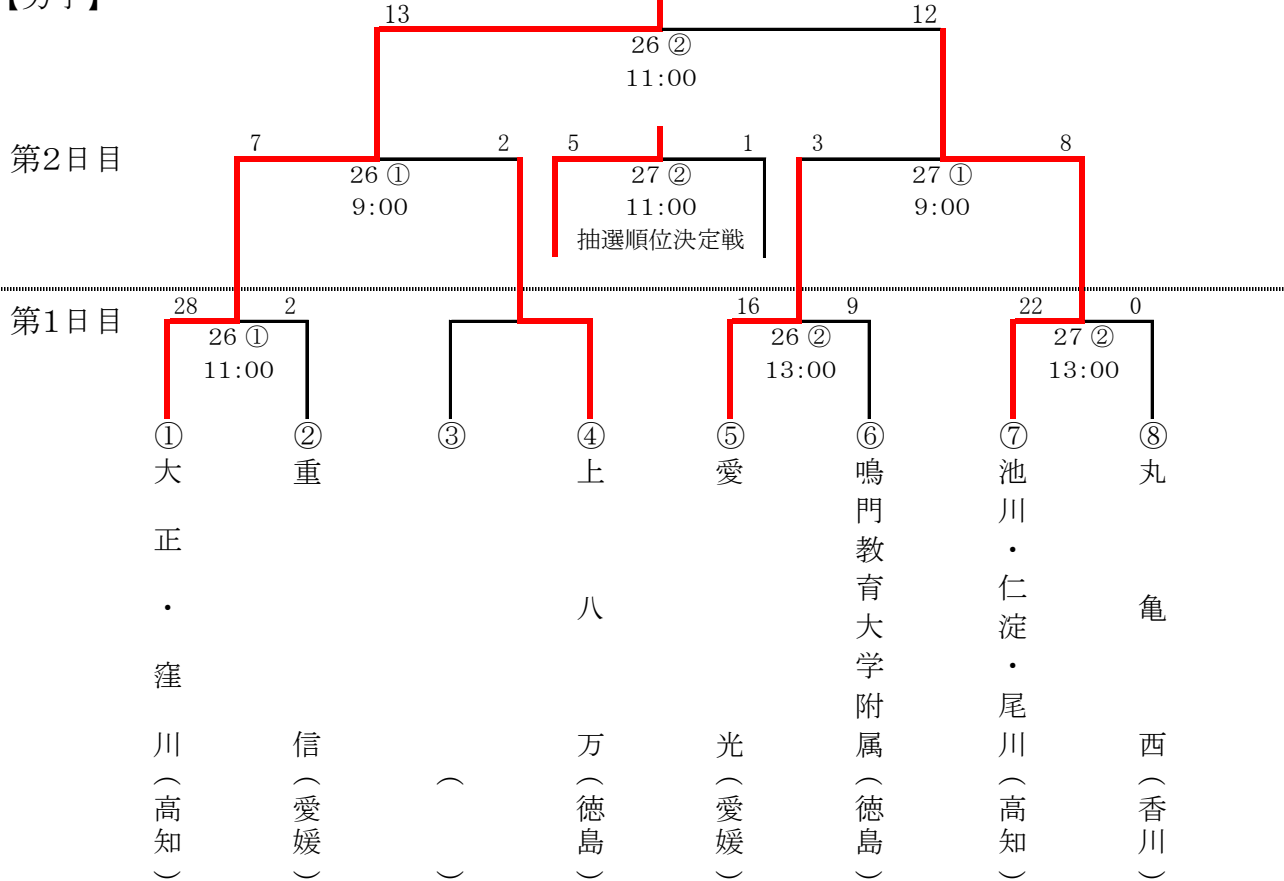 【男子】
13 12
26 ②
11:00
第2日目
7 2 5 1 3 8
26 ① 27 ② 27 ①
9:00 11:00 9:00
抽選順位決定戦
第1日目
28 2 16 9 22 0
26 ① 26 ② 27 ②
11:00 13:00 13:00
① ② ③ ④ ⑤ ⑥ ⑦ ⑧
大正・窪川(高知)
重信(愛媛)
( )
上八万(徳島)
愛光(愛媛)
鳴門教育大学附属(徳島)
池川・仁淀・尾川(高知)
丸亀西(香川)